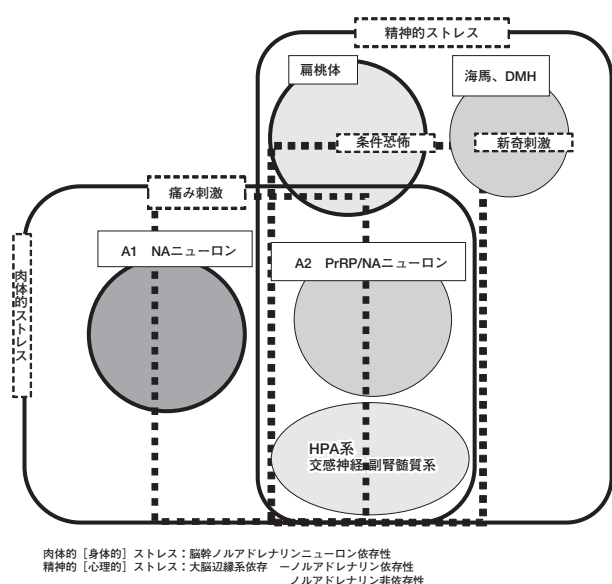 精神的ストレス
扁桃体
海馬、DMH
条件恐怖
新奇刺激
痛み刺激
A1 NAニューロン
A2 PrRP/NAニューロン
肉体的ストレス
HPA系
交感神経-副腎髄質系
肉体的［身体的］ストレス：脳幹ノルアドレナリンニューロン依存性
精神的［心理的］ストレス：大脳辺縁系依存 ーノルアドレナリン依存性
ノルアドレナリン非依存性